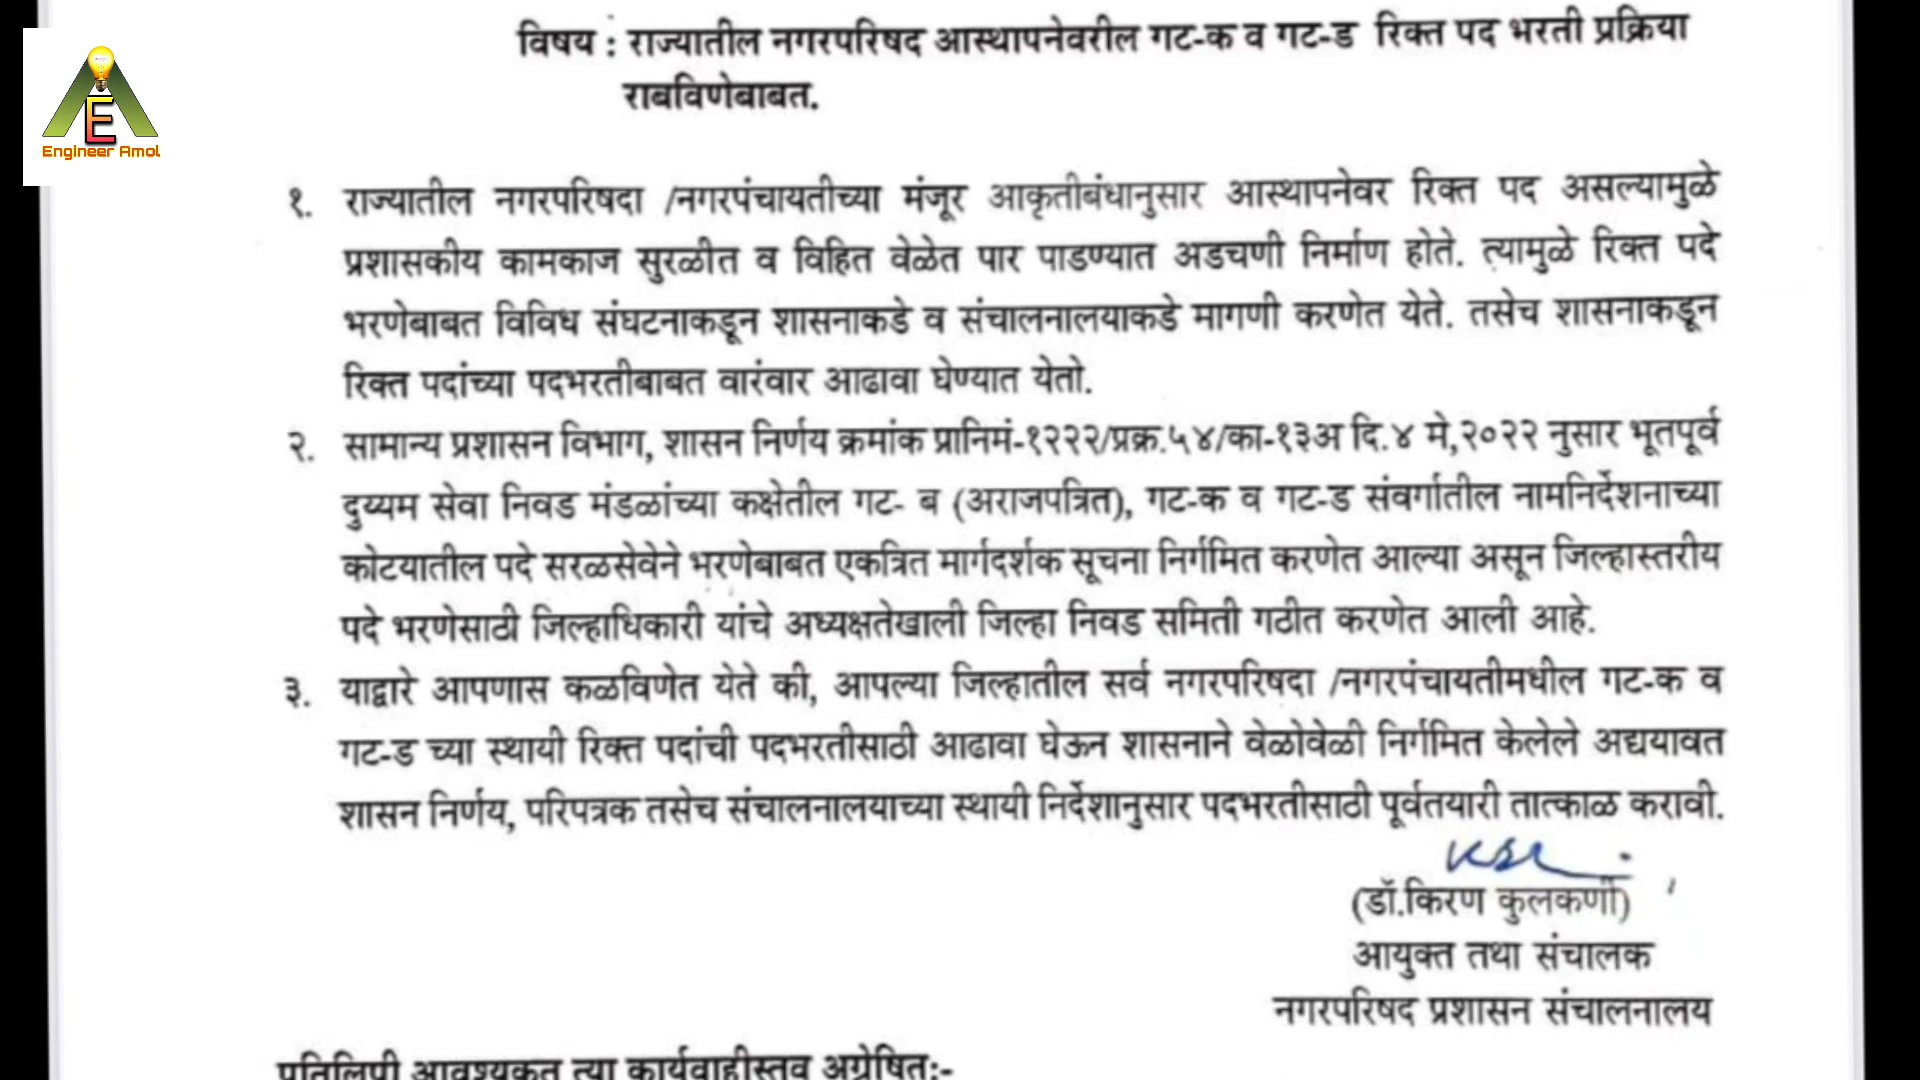 विषय : राज्यातील नगरपरिषद आस्थापनेवरील गट-क व गट-ड रिक्त पद भरती प्रक्रिया
राबविणेबाबत.
E
Engineer Amol
१. राज्यातील नगरपरिषदा /नगरपंचायतीच्या मंजूर आकृतीबंधानुसार आस्थापनेवर रिक्त पद असल्यामुळे
प्रशासकीय कामकाज सुरळीत व विहित वेळेत पार पाडण्यात अडचणी निर्माण होते. त्यामुळे रिक्त पदे
भरणेबाबत विविध संघटनाकडून शासनाकडे व संचालनालयाकडे मागणी करणेत येते. तसेच शासनाकडून
रिक्त पदांच्या पदभरतीबाबत वारंवार आढावा घेण्यात येतो.
२. सामान्य प्रशासन विभाग, शासन निर्णय क्रमांक प्रानिमं-१२२२/प्रक्र.५४/का-१३अ दि.४ मे,२०२२ नुसार भूतपूर्व
दुय्यम सेवा निवड मंडळांच्या कक्षेतील गट- ब (अराजपत्रित), गट-क व गट-ड संवर्गातील नामनिर्देशनाच्या
कोटयातील पदे सरळसेवेने भरणेबाबत एकत्रित मार्गदर्शक सूचना निर्गमित करणेत आल्या असून जिल्हास्तरीय
पदे भरणेसाठी जिल्हाधिकारी यांचे अध्यक्षतेखाली जिल्हा निवड समिती गठीत करणेत आली आहे.
३. याद्वारे आपणास कळविणेत येते की, आपल्या जिल्हातील सर्व नगरपरिषदा /नगरपंचायतीमधील गट-क व
गट-ड च्या स्थायी रिक्त पदांची पदभरतीसाठी आढावा घेऊन शासनाने वेळोवेळी निर्गमित केलेले अद्ययावत
शासन निर्णय, परिपत्रक तसेच संचालनालयाच्या स्थायी निर्देशानुसार पदभरतीसाठी पूर्वतयारी तात्काळ करावी.
(डॉ.किरण कुलकर्णी)
आयुक्त तथा संचालक
नगरपरिषद प्रशासन संचालनालय
प्रतिलिपी आवश्यकत त्या कार्यवाहीस्तव अग्रेषित:-